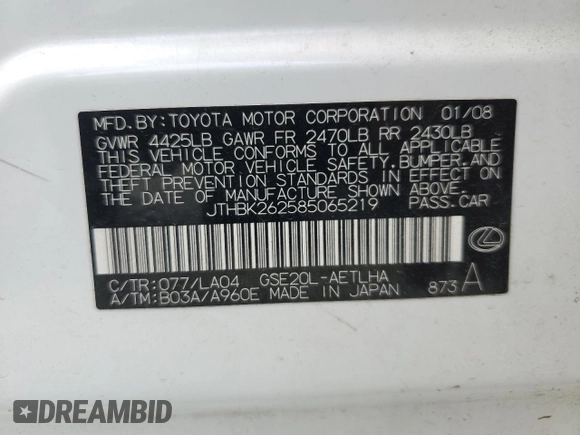 MFD.BY:TOYOTA MOTOR CORPORATION 01/08
GVWR 4425LB GAWR FR 2470LB RR 2430LB
THIS VEHICLE CONFORMS TO ALL APPLICABLE
FEDERAL MOTOR VEHICLE SAFETY,BUMPER,AND
THEFT PREVENTION STANDARDS IN EFFECT ON
THE DATE OF MANUFACTURE SHOWN ABOVE.
JTHBK262585065219 PASS.CAR
C/TR:077/LA04 GSE20L-AETLHA
A/TM:B03A/A960E MADE IN JAPAN 873 A
DREAMBID